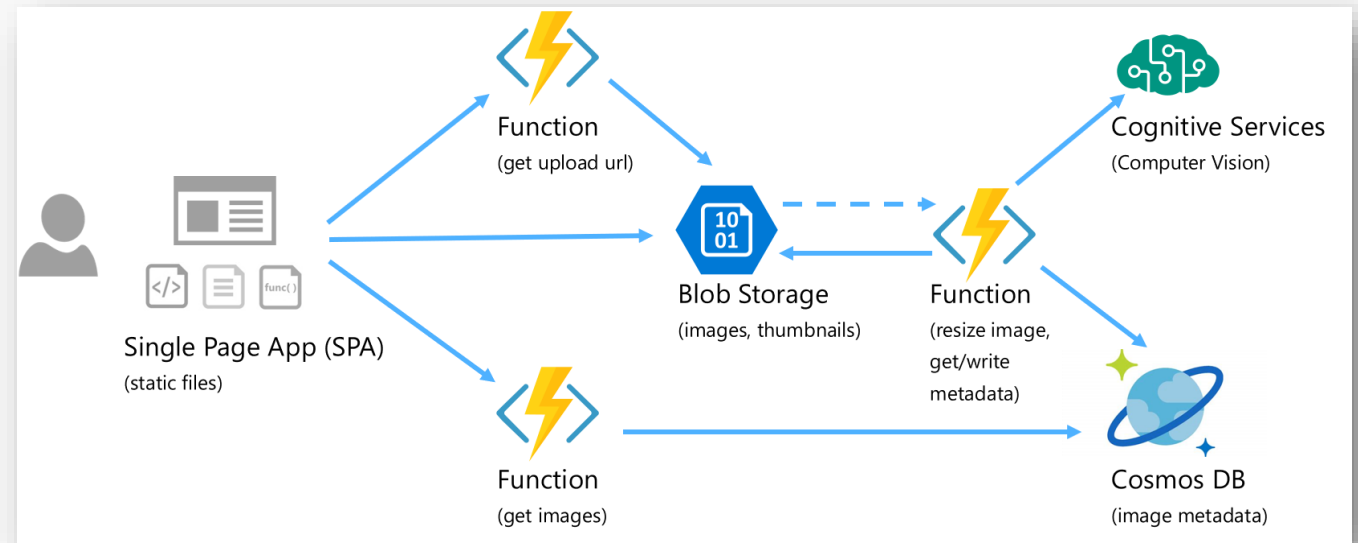 Function
(get upload url)
Cognitive Services
(Computer Vision)
10
01
</>
func( )
Blob Storage
(images, thumbnails)
Function
(resize image,
get/write
metadata)
Single Page App (SPA)
(static files)
Function
(get images)
Cosmos DB
(image metadata)